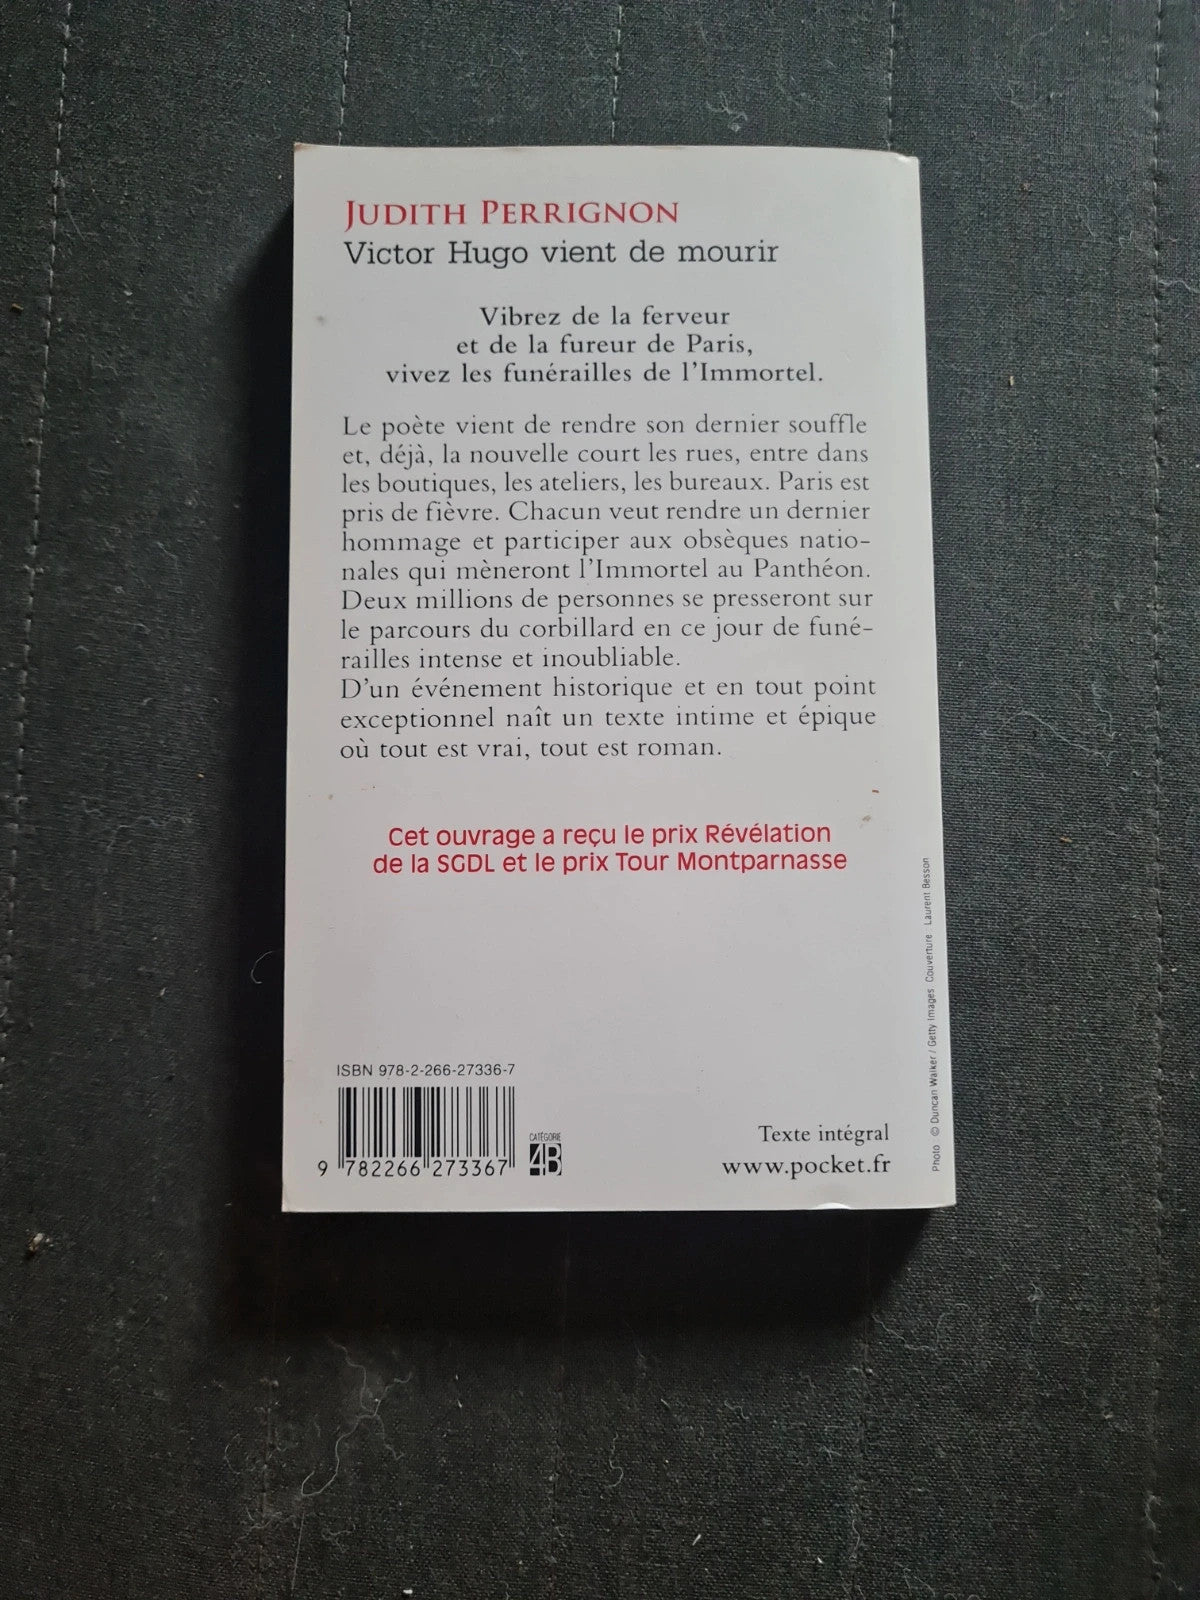 JUDITH PERRIGNON
Victor Hugo vient de mourir
Vibrez de la ferveur
et de la fureur de Paris,
vivez les funérailles de l'Immortel.
Le poète vient de rendre son dernier souffle
et, déjà, la nouvelle court les rues, entre dans
les boutiques, les ateliers, les bureaux. Paris est
pris de fièvre. Chacun veut rendre un dernier
hommage et participer aux obsèques natio-
nales qui mèneront l'Immortel au Panthéon.
Deux millions de personnes se presseront sur
le parcours du corbillard en ce jour de funé-
railles intense et inoubliable.
D'un événement historique et en tout point
exceptionnel naît un texte intime et épique
où tout est vrai, tout est roman.
Cet ouvrage a reçu le prix Révélation
de la SGDL et le prix Tour Montparnasse
Photo : © Duncan Walker / Getty Images Couverture : Laurent Besson
ISBN 978-2-266-27336-7
9 782266 273367
CATÉGORIE
4B
Texte intégral
www.pocket.fr